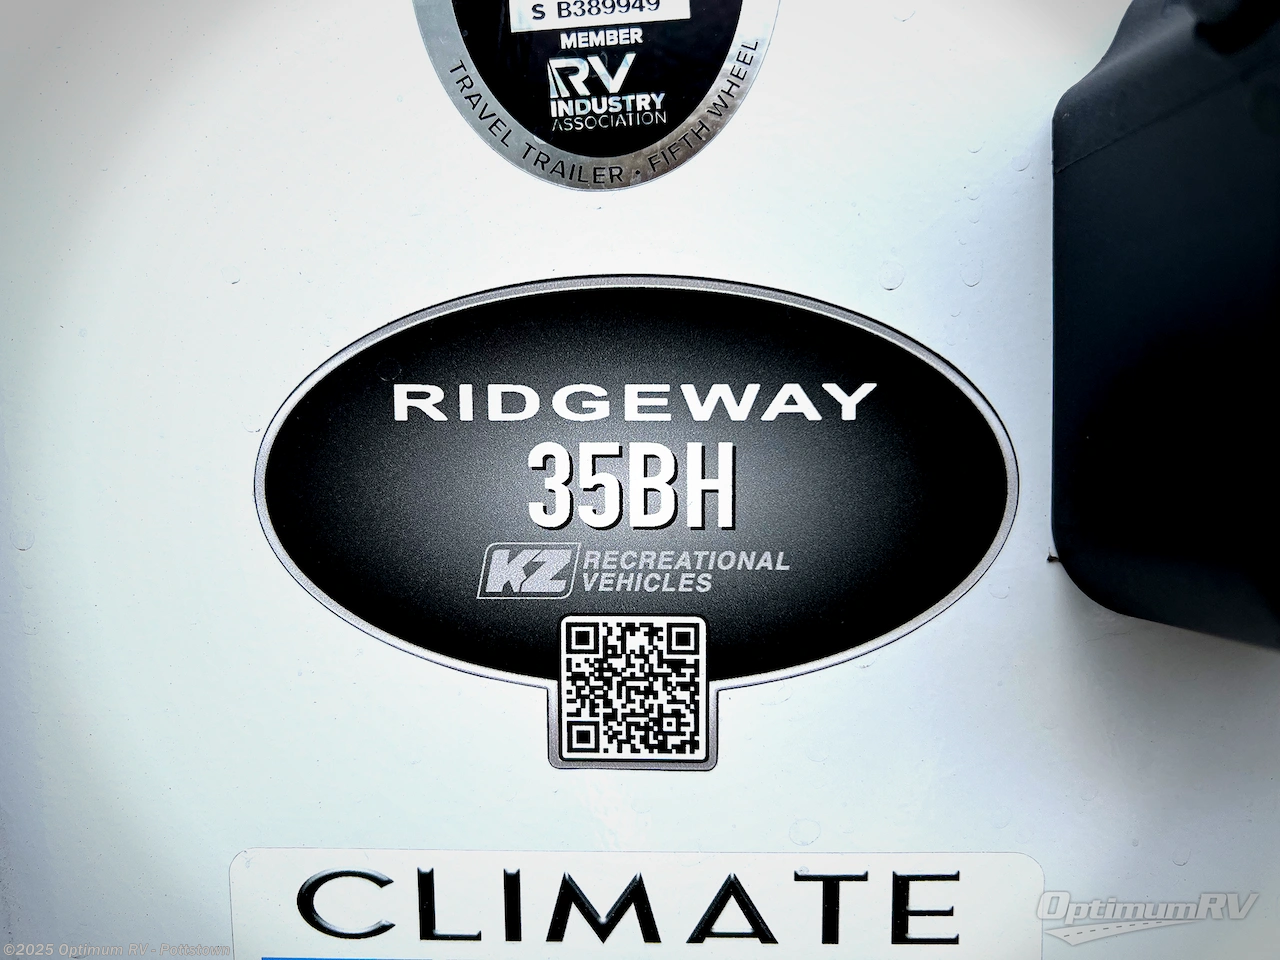 S B389949
MEMBER
RV
INDUSTRY
ASSOCIATION
TRAVEL TRAILER · FIFTH WHEEL
RIDGEWAY
35BH
KZ RECREATIONAL
VEHICLES
CLIMATE
OptimumRV
©2025 Optimum RV - Pottstown